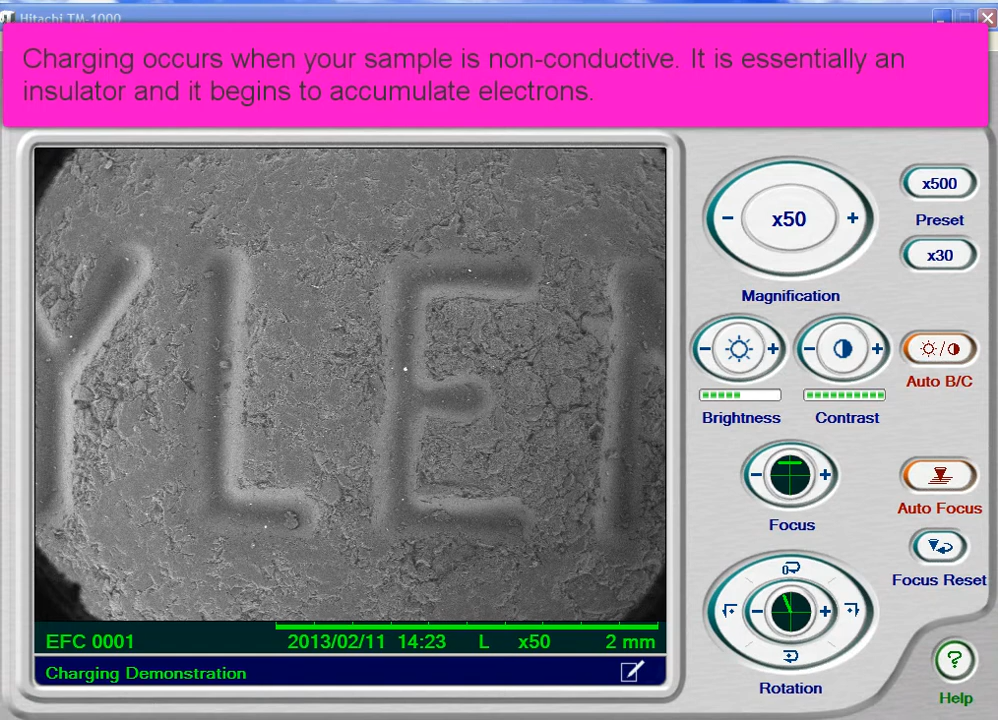 Hitachi TM-1000
Charging occurs when your sample is non-conductive. It is essentially an
insulator and it begins to accumulate electrons.
YLE
x50
Magnification
x500
Preset
x30
Brightness
Contrast
Auto B/C
Focus
Auto Focus
Focus Reset
Rotation
Help
EFC 0001 2013/02/11 14:23 L x50 2 mm
Charging Demonstration